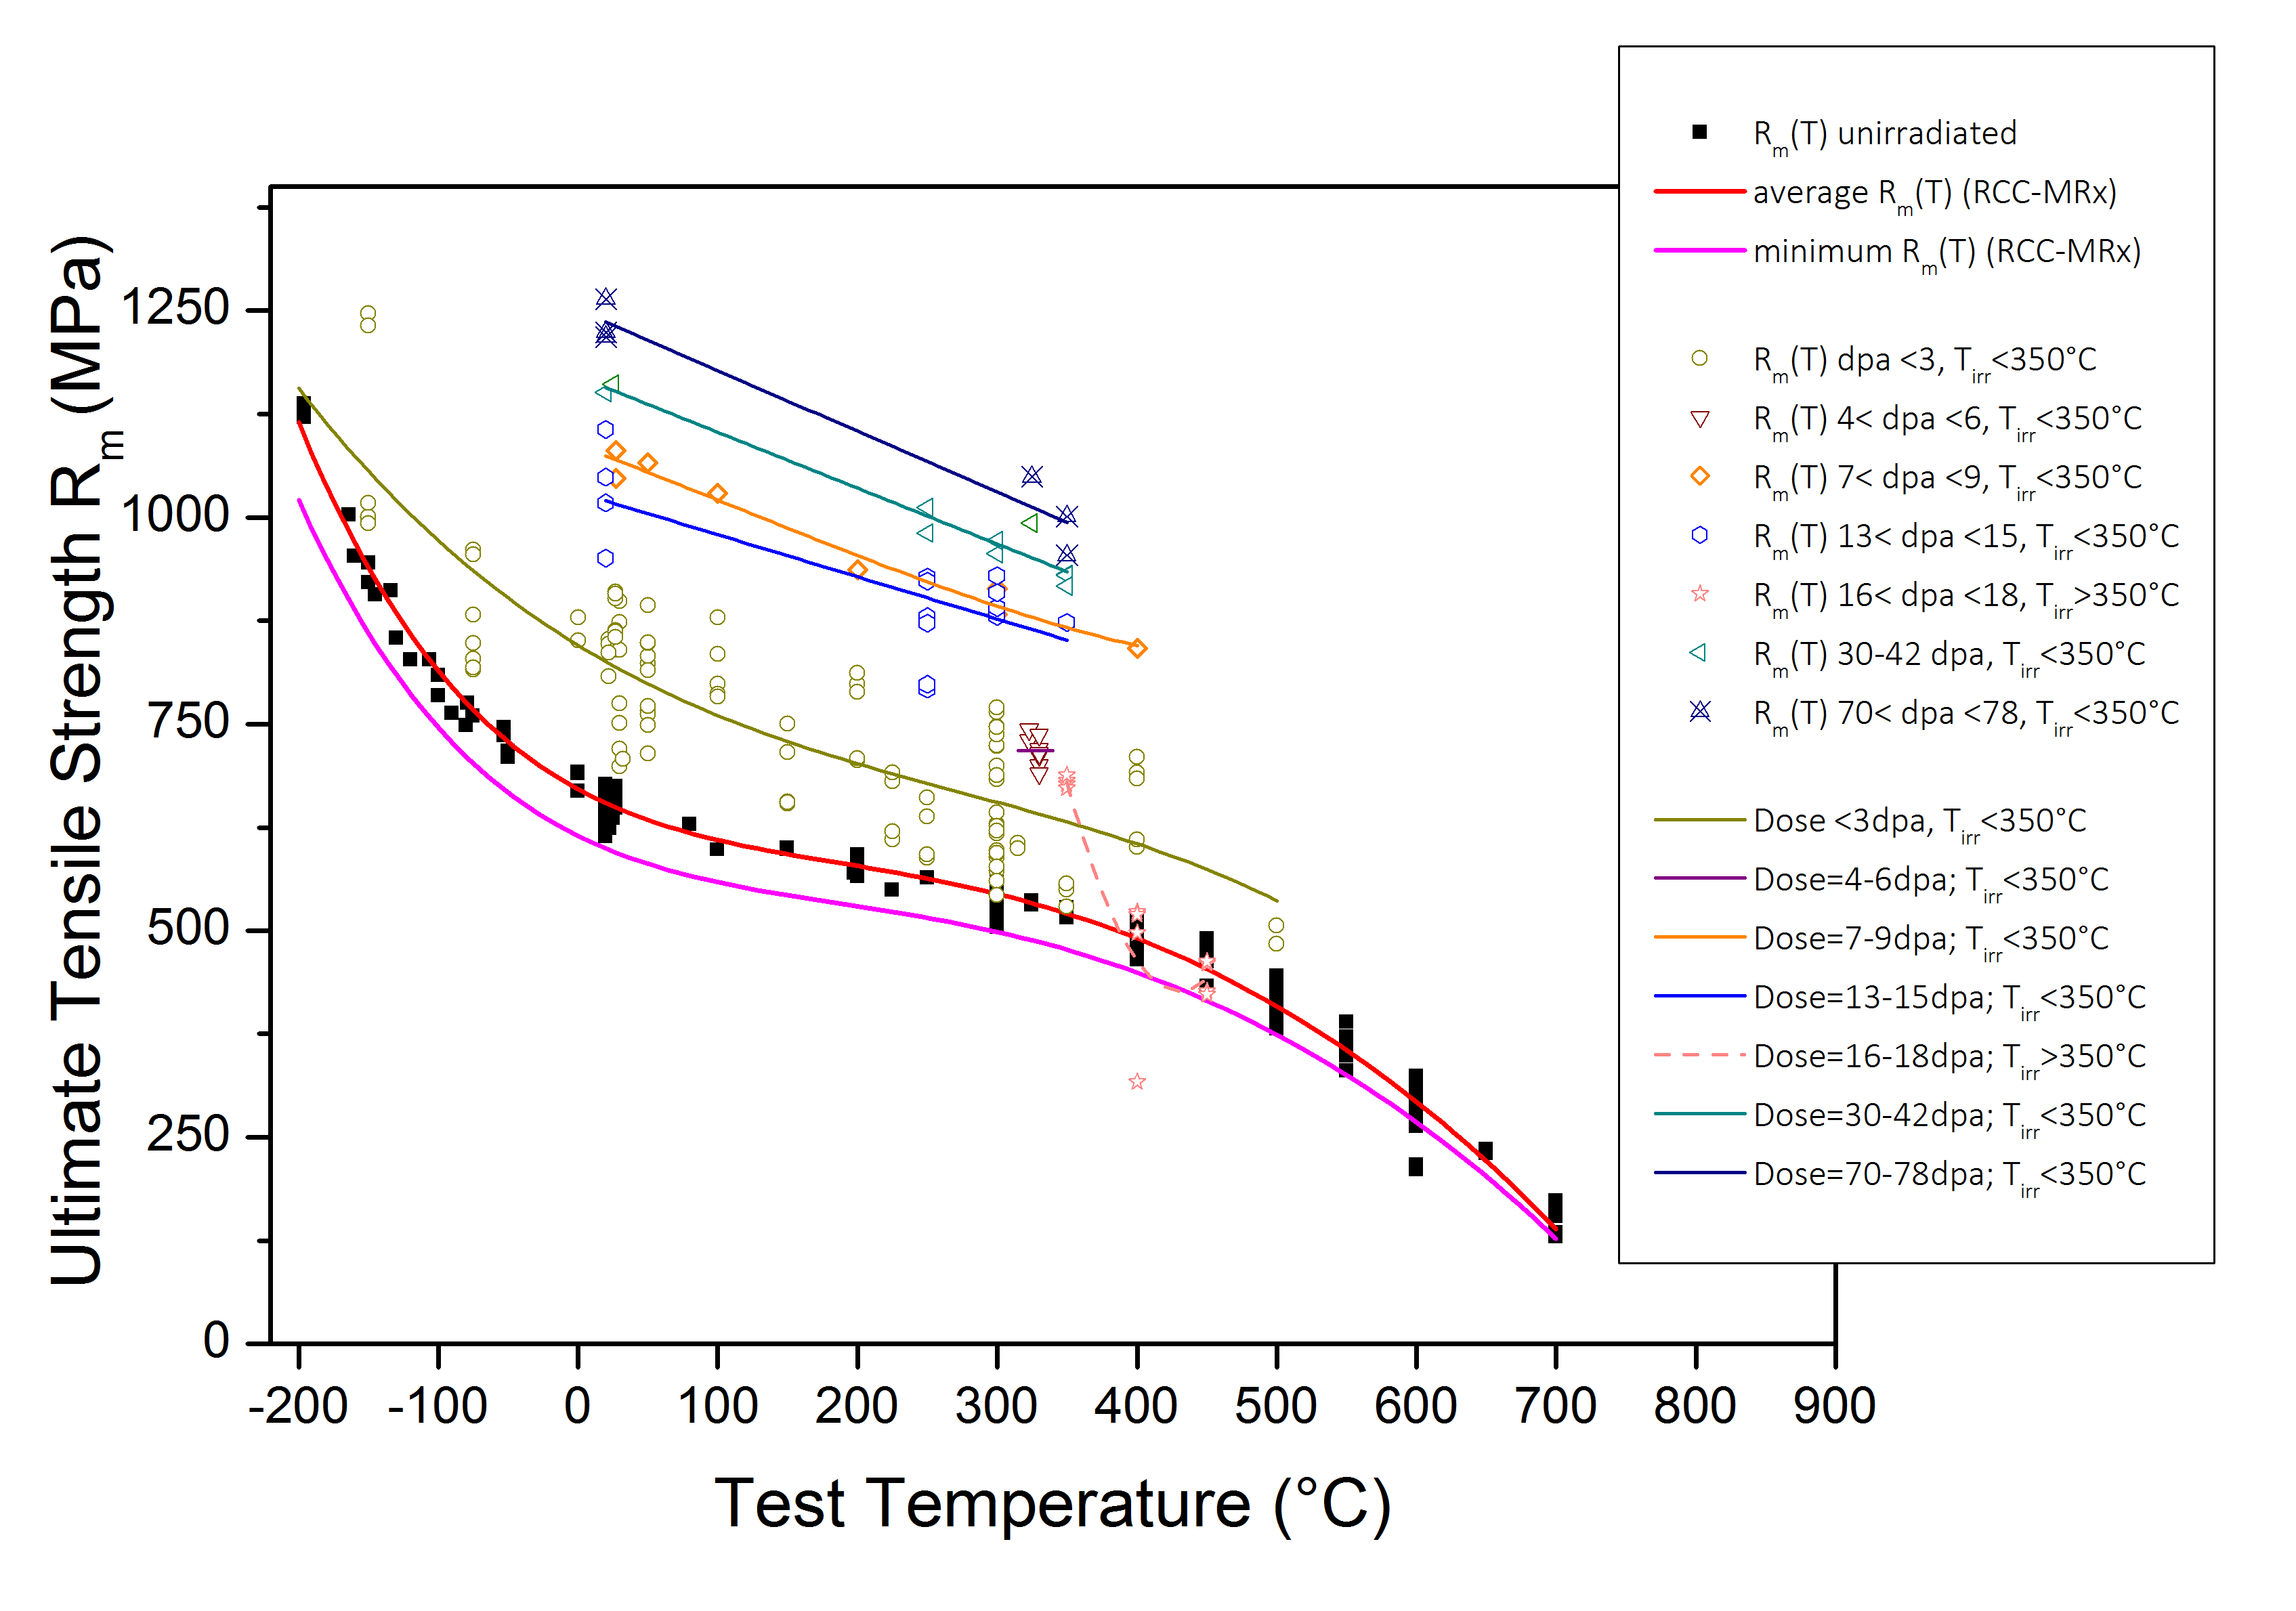 Ultimate Tensile Strength Rm (MPa)
1250
1000
750
500
250
0
-200 -100 0 100 200 300 400 500 600 700 800 900
Test Temperature (°C)
Rm(T) unirradiated
average Rm(T) (RCC-MRx)
minimum Rm(T) (RCC-MRx)
Rm(T) dpa <3, Tirr<350°C
Rm(T) 4< dpa <6, Tirr<350°C
Rm(T) 7< dpa <9, Tirr<350°C
Rm(T) 13< dpa <15, Tirr<350°C
Rm(T) 16< dpa <18, Tirr>350°C
Rm(T) 30-42 dpa, Tirr<350°C
Rm(T) 70< dpa <78, Tirr<350°C
Dose <3dpa, Tirr<350°C
Dose=4-6dpa; Tirr<350°C
Dose=7-9dpa; Tirr<350°C
Dose=13-15dpa; Tirr<350°C
Dose=16-18dpa; Tirr>350°C
Dose=30-42dpa; Tirr<350°C
Dose=70-78dpa; Tirr<350°C